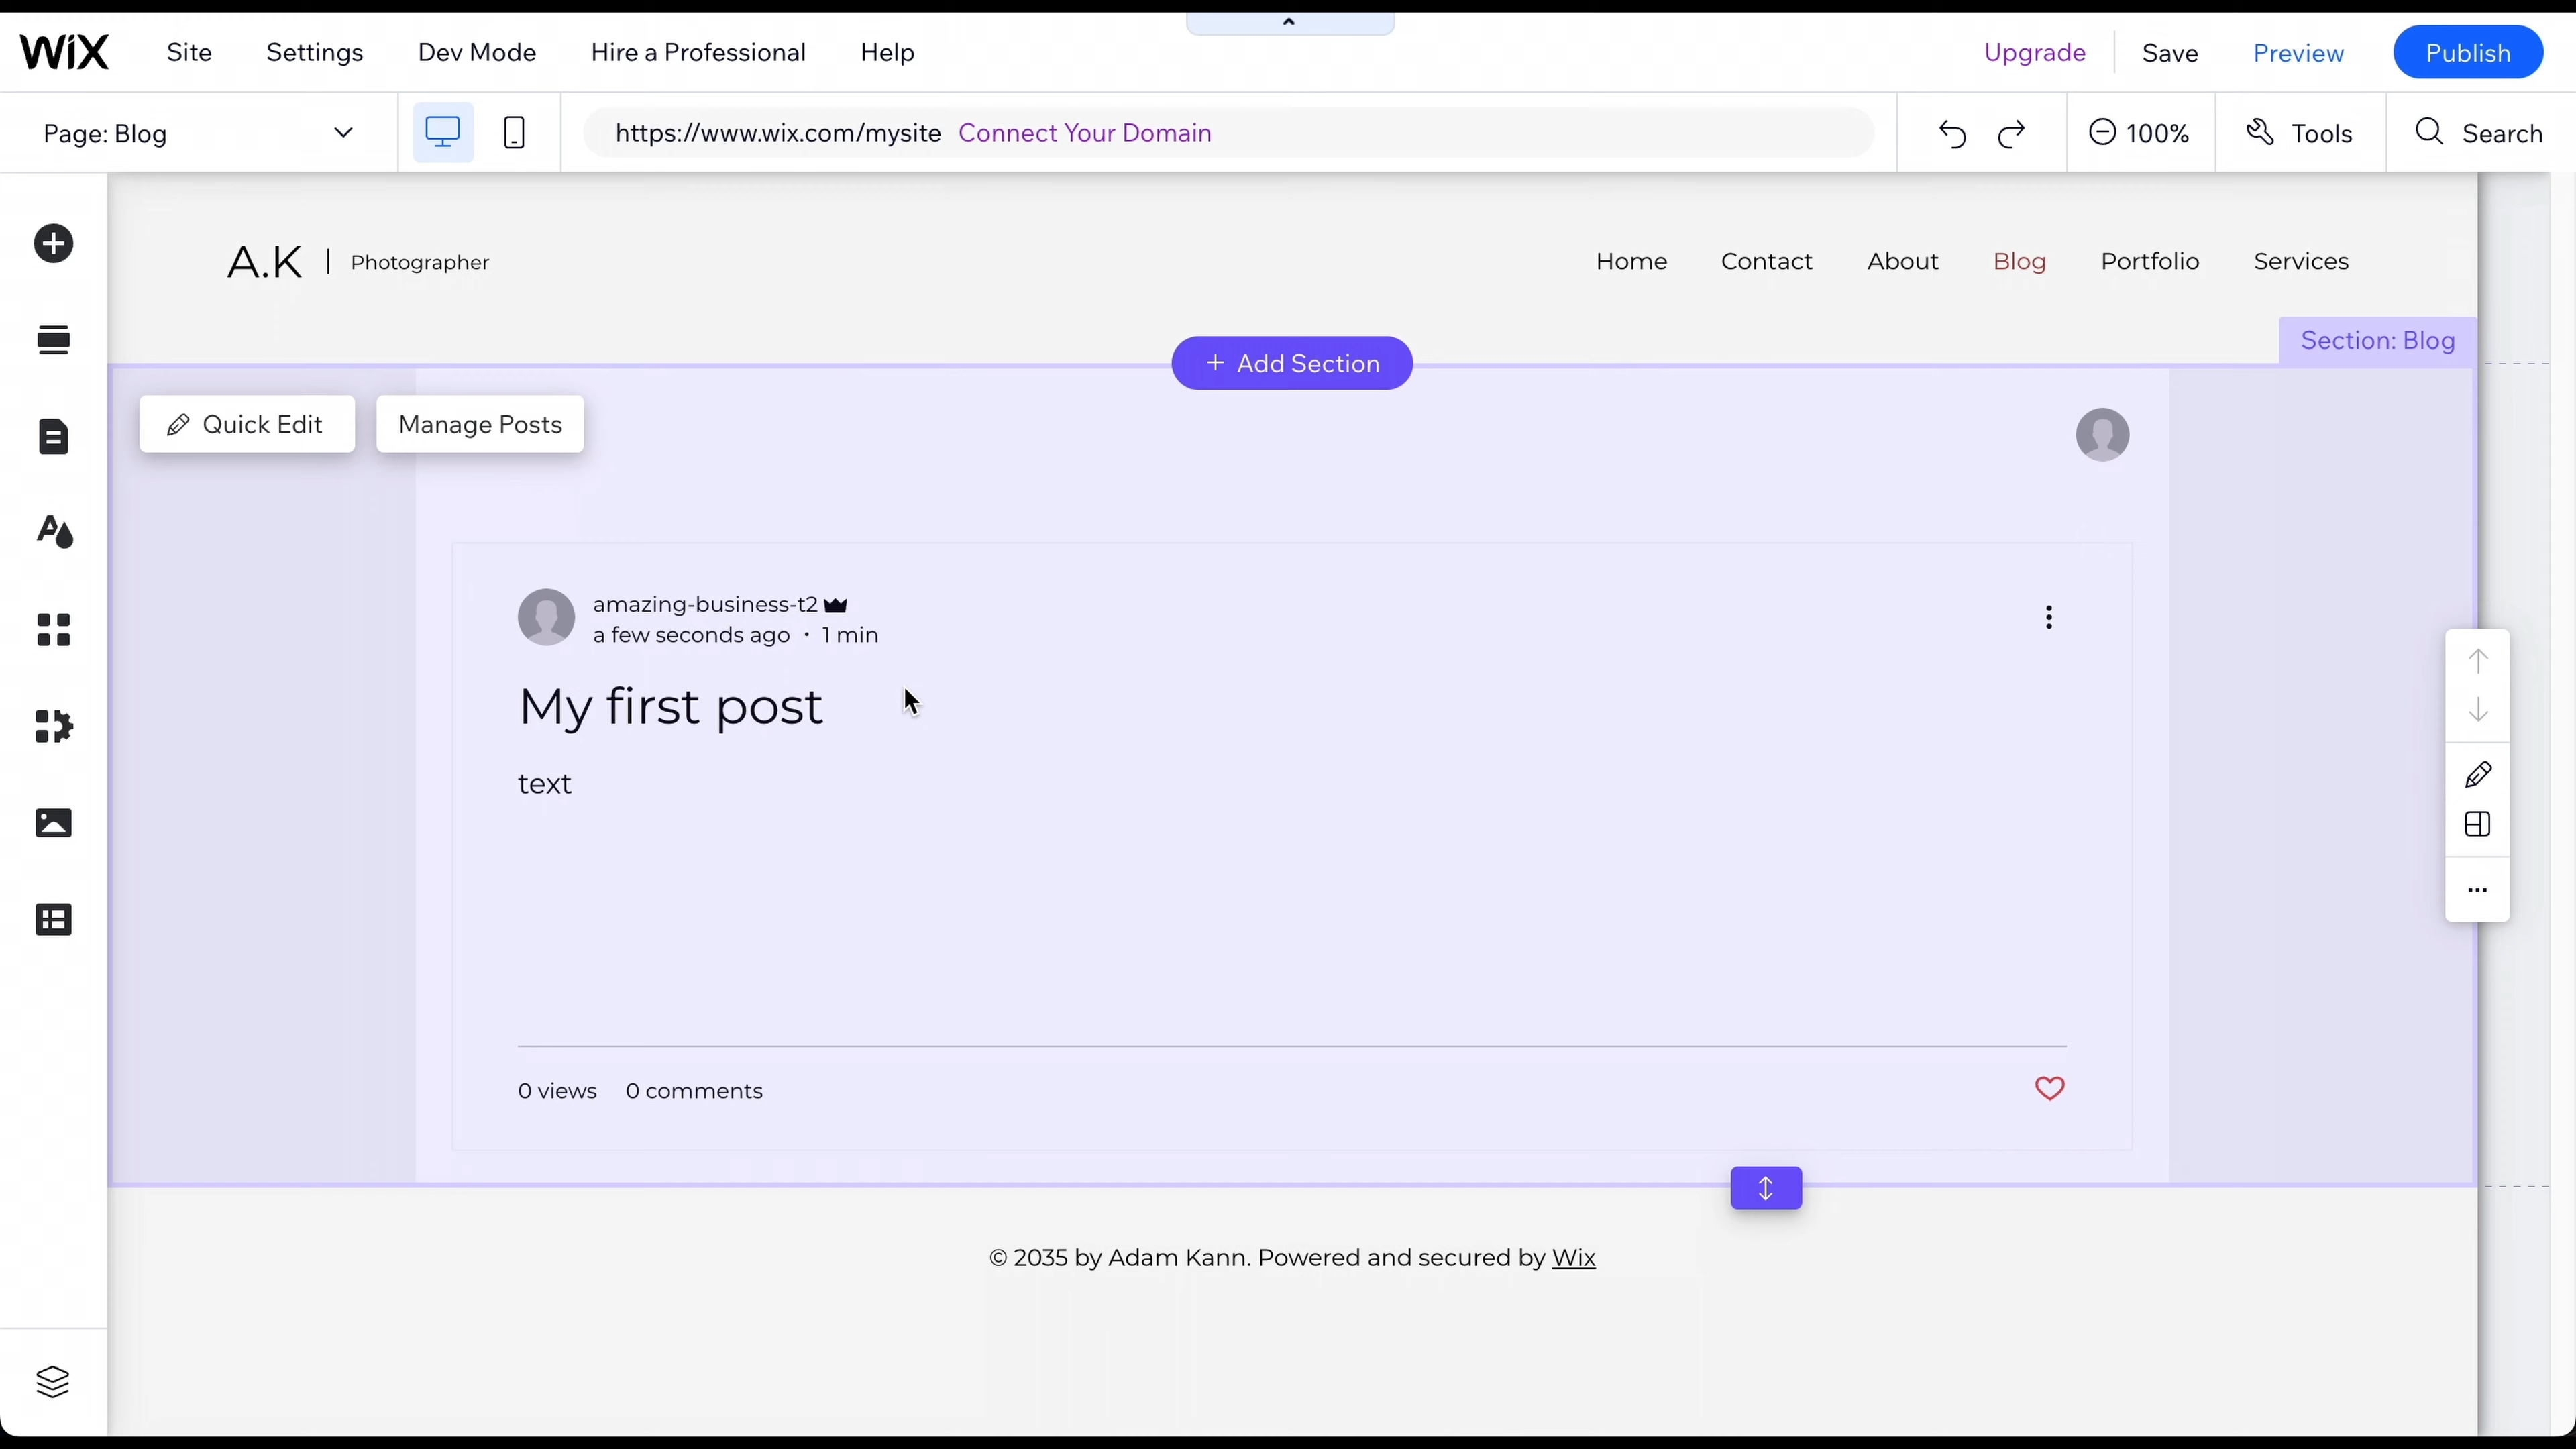 WiX Site Settings Dev Mode Hire a Professional Help Upgrade Save Preview Publish
Page: Blog https://www.wix.com/mysite Connect Your Domain 100% Tools Search
A.K | Photographer Home Contact About Blog Portfolio Services
Section: Blog
+ Add Section
Quick Edit Manage Posts
amazing-business-t2
a few seconds ago · 1 min
My first post
text
0 views 0 comments
© 2035 by Adam Kann. Powered and secured by Wix